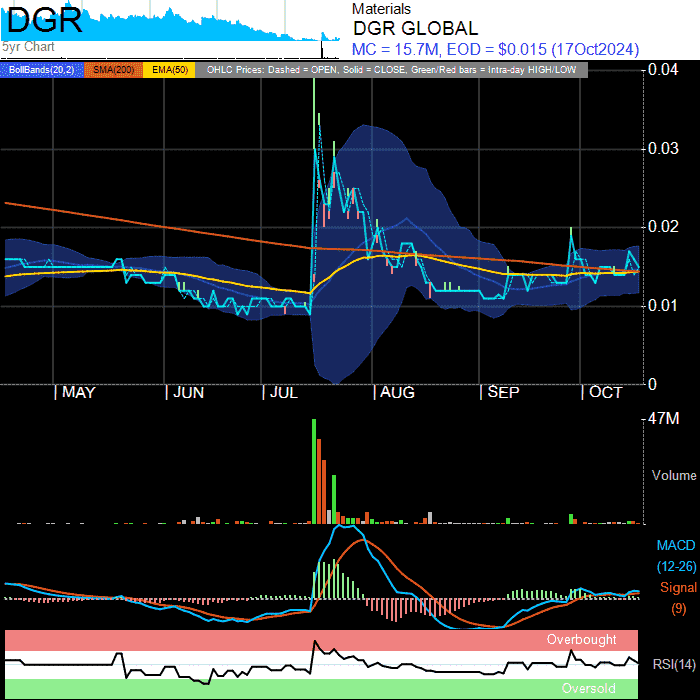 DGR
5yr Chart
Materials
DGR GLOBAL
MC = 15.7M, EOD = $0.015 (17Oct2024)
BollBands(20,2) SMA(200) EMA(50) OHLC Prices: Dashed = OPEN, Solid = CLOSE, Green/Red bars = Intra-day HIGH/LOW
0.04
0.03
0.02
0.01
0
MAY JUN JUL AUG SEP OCT
47M
Volume
MACD
(12-26)
Signal
(9)
Overbought
RSI(14)
Oversold